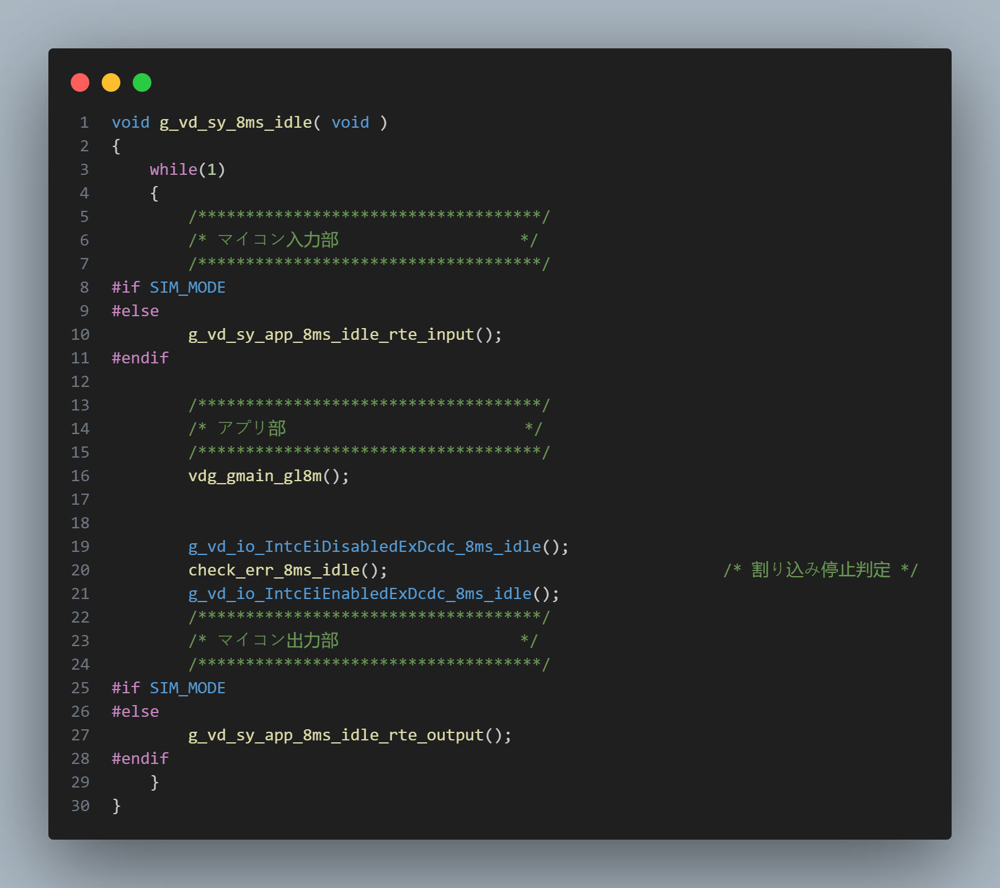 1 void g_vd_sy_8ms_idle( void )
2 {
3     while(1)
4     {
5         /************************************/
6         /* マイコン入力部                   */
7         /************************************/
8 #if SIM_MODE
9 #else
10         g_vd_sy_app_8ms_idle_rte_input();
11 #endif
12
13         /************************************/
14         /* アプリ部                         */
15         /************************************/
16         vdg_gmain_gl8m();
17
18
19         g_vd_io_IntcEiDisabledExDcdc_8ms_idle();
20         check_err_8ms_idle();                                   /* 割り込み停止判定 */
21         g_vd_io_IntcEiEnabledExDcdc_8ms_idle();
22         /************************************/
23         /* マイコン出力部                   */
24         /************************************/
25 #if SIM_MODE
26 #else
27         g_vd_sy_app_8ms_idle_rte_output();
28 #endif
29     }
30 }